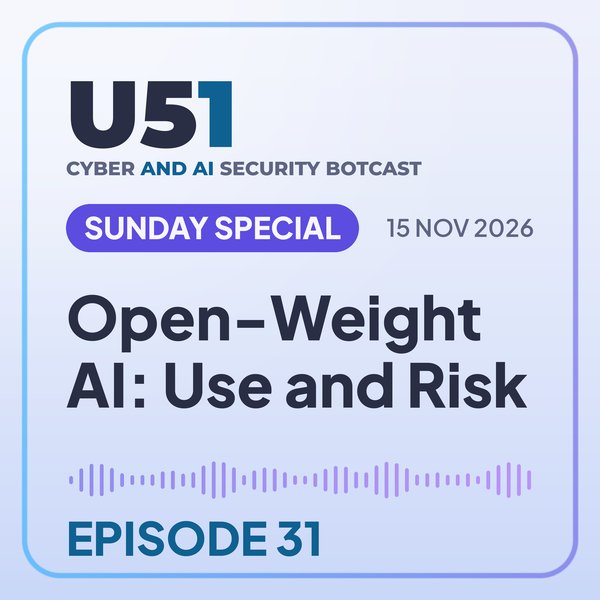 U51
CYBER AND AI SECURITY BOTCAST
SUNDAY SPECIAL
15 NOV 2026
Open-Weight
AI: Use and Risk
EPISODE 31